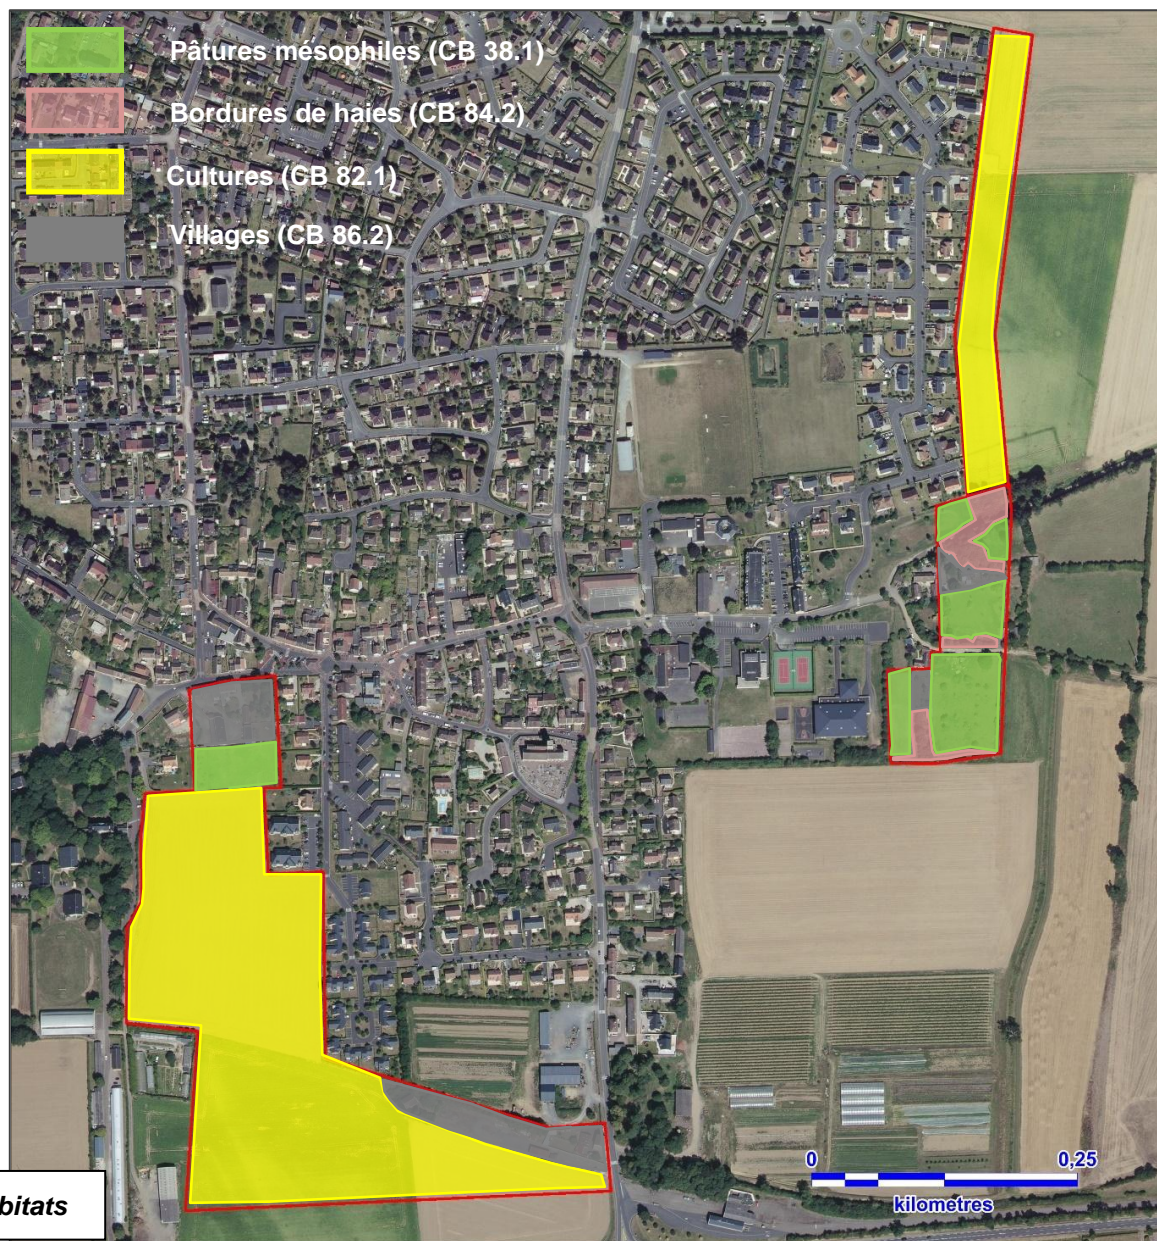 Pâtures mésophiles (CB 38.1)
Bordures de haies (CB 84.2)
Cultures (CB 82.1)
Villages (CB 86.2)
0 0,25
kilometres
bitats